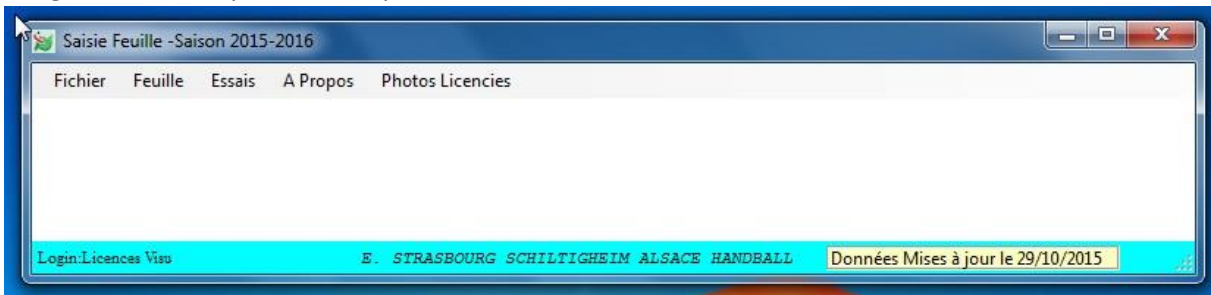 Saisie Feuille -Saison 2015-2016
Fichier Feuille Essais A Propos Photos Licencies
Login:Licences Visu E. STRASBOURG SCHILTIGHEIM ALSACE HANDBALL Données Mises à jour le 29/10/2015